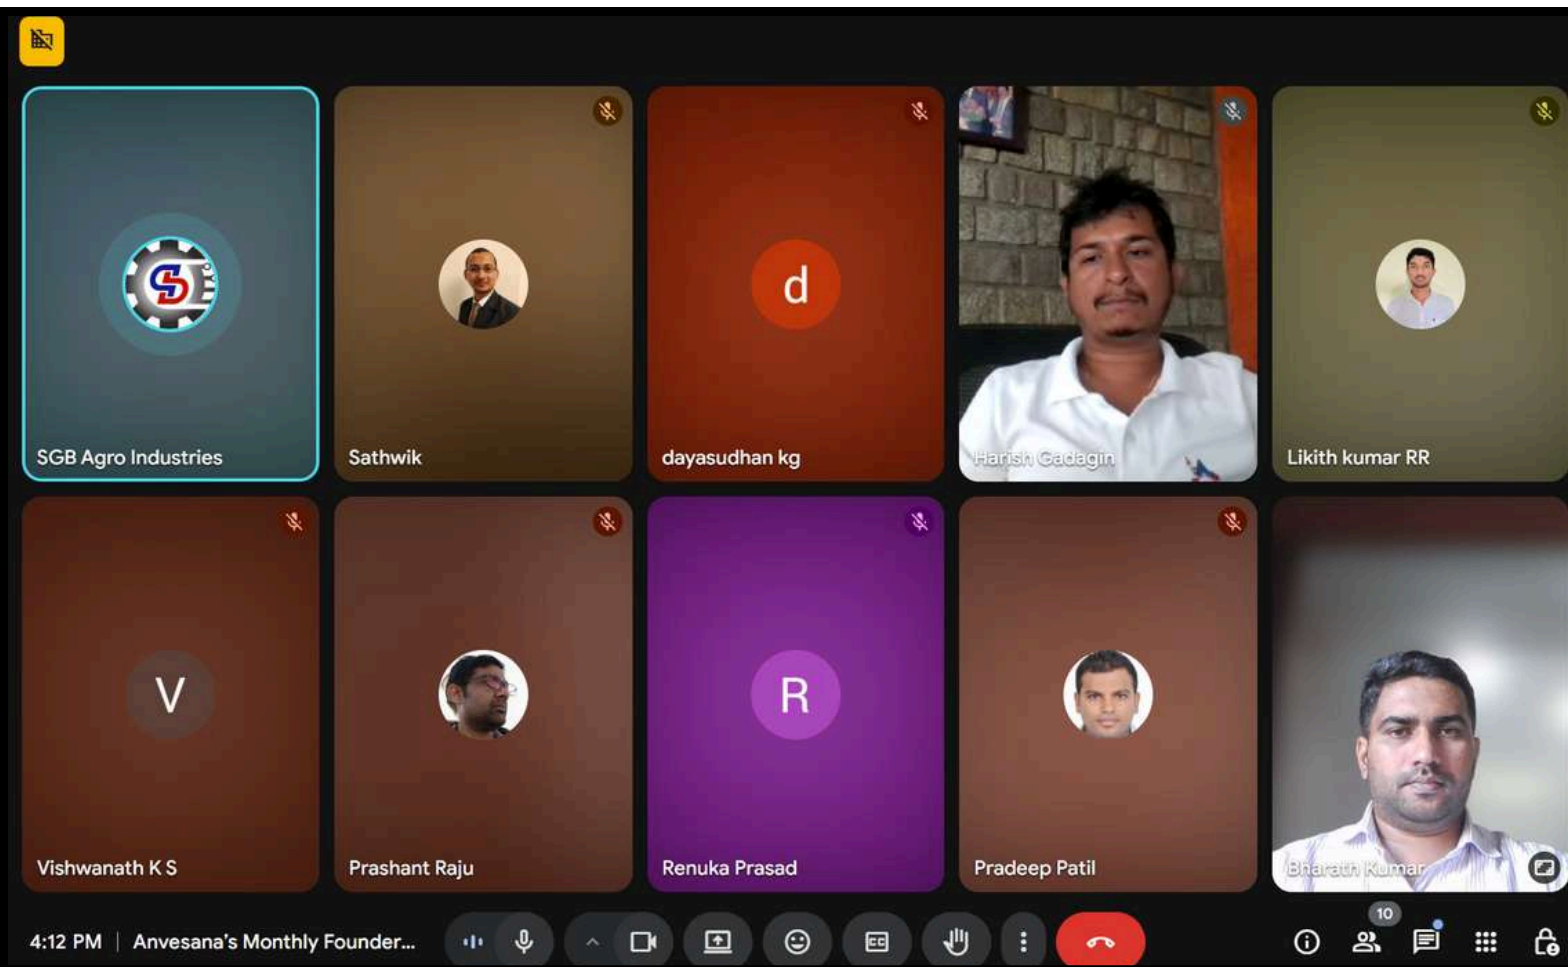 SGB Agro Industries
Sathwik
d
dayasudhan kg
Harish Gadagin
Likith kumar RR
V
Vishwanath K S
Prashant Raju
R
Renuka Prasad
Pradeep Patil
Bharath Kumar
10
4:12 PM | Anvesana's Monthly Founder...
CC